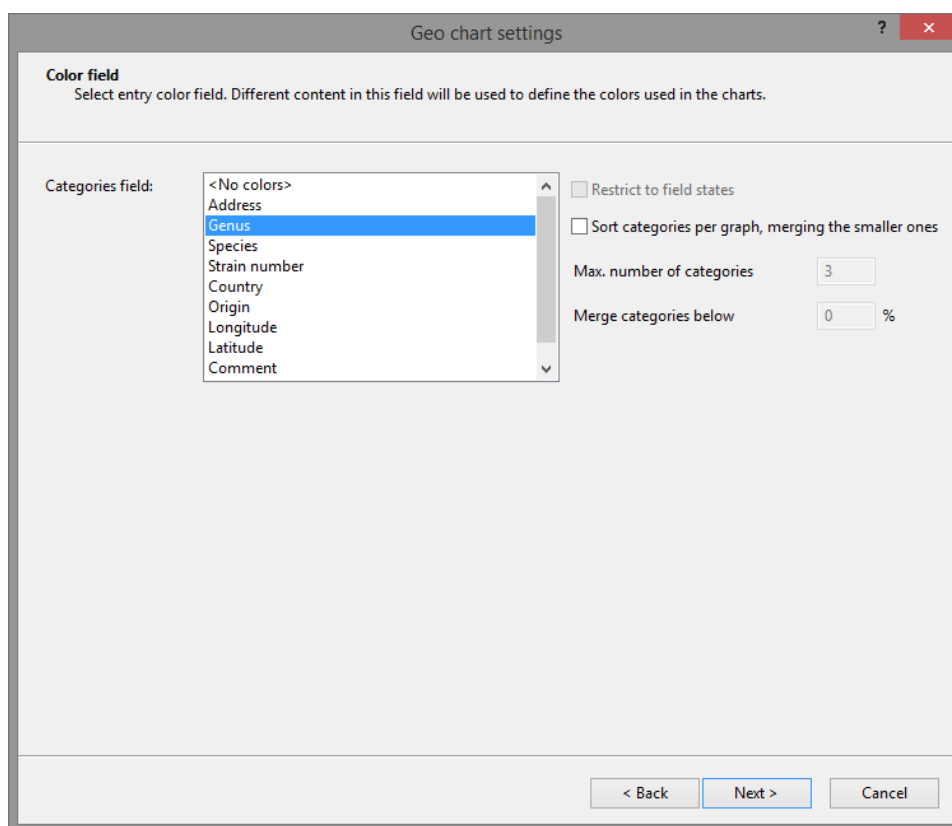 Geo chart settings
?
Color field
Select entry color field. Different content in this field will be used to define the colors used in the charts.
Categories field:
<No colors>
Address
Genus
Species
Strain number
Country
Origin
Longitude
Latitude
Comment
Restrict to field states
Sort categories per graph, merging the smaller ones
Max. number of categories 3
Merge categories below 0 %
< Back Next > Cancel